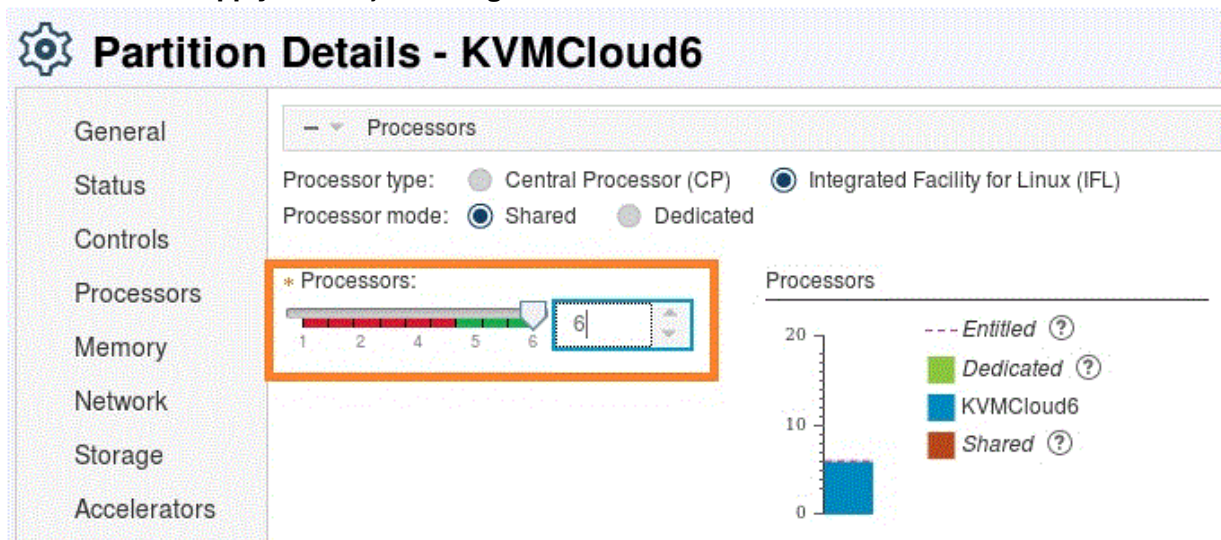 Partition Details - KVMCloud6
General
Status
Controls
Processors
Memory
Network
Storage
Accelerators
Processors
Processor type: Central Processor (CP) Integrated Facility for Linux (IFL)
Processor mode: Shared Dedicated
* Processors:
1 2 4 5 6
6
Processors
20
10
0
Entitled ?
Dedicated ?
KVMCloud6
Shared ?